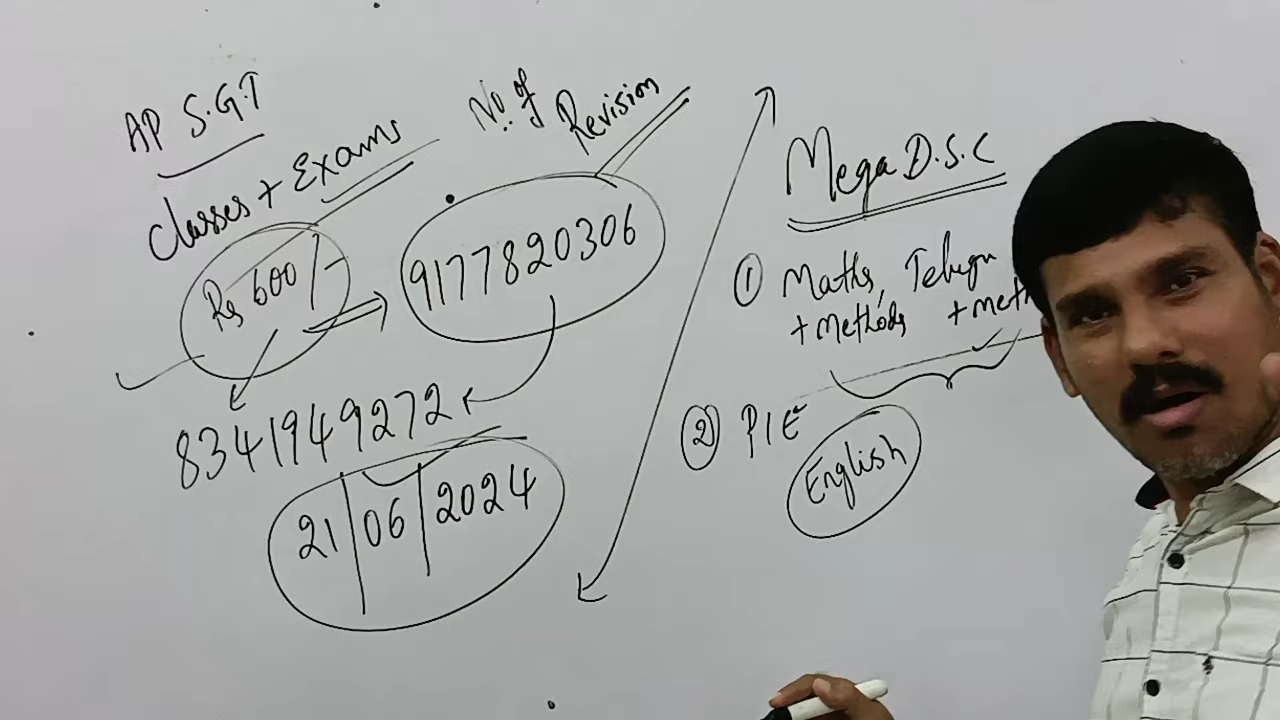 AP S.G.T
Classes + Exams
Rs 600/-
No. of
Revision
9177820306
8341949272
21/06/2024
Mega D.S.C
① Maths, Telugu
+ Methods + Meth
② PIE
English